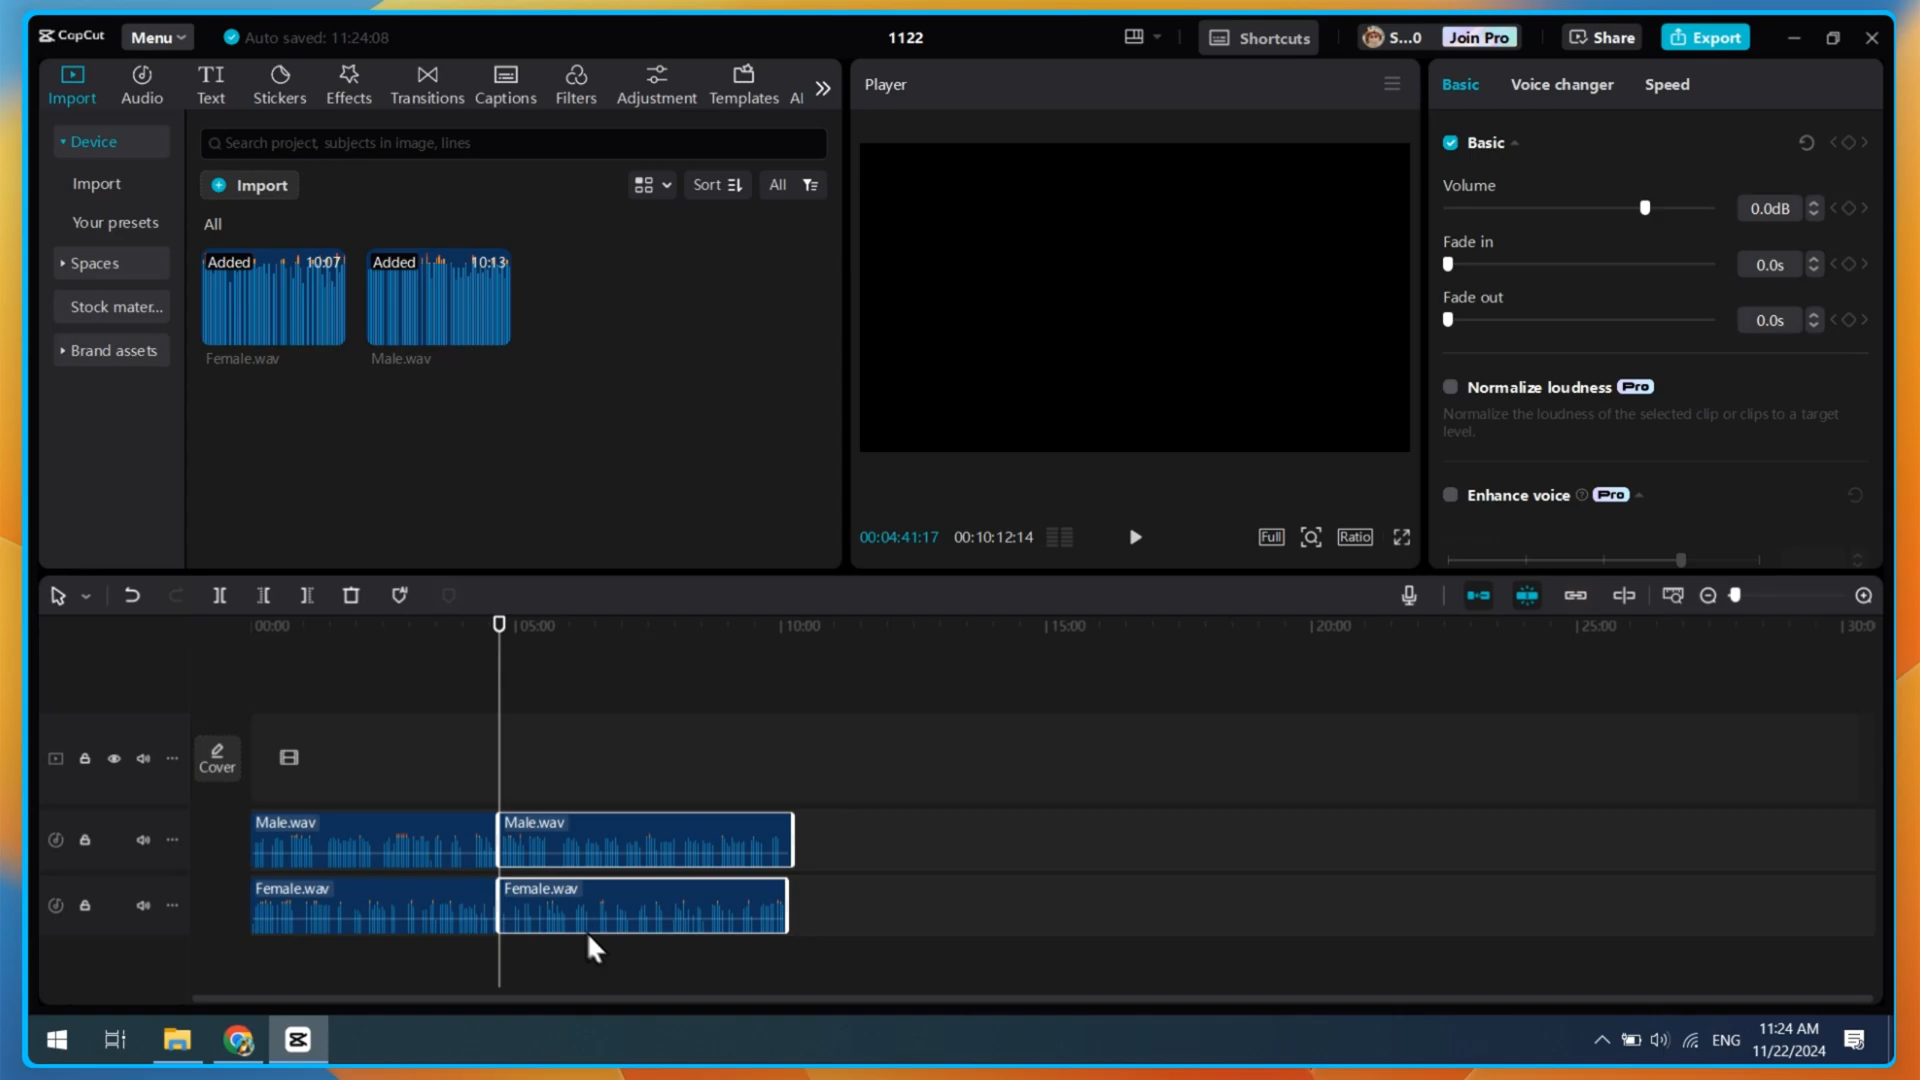 CapCut
Menu
Auto saved: 11:24:08
1122
Shortcuts
S...0
Join Pro
Share
Export
Import
Audio
TI
Text
Stickers
Effects
Transitions
Captions
Filters
Adjustment
Templates
AI
Player
Basic
Voice changer
Speed
Device
Import
Your presets
Spaces
Stock mater...
Brand assets
Search project, subjects in image, lines
Import
Sort
All
All
Added
10:07
Female.wav
Added
10:13
Male.wav
00:04:41:17
00:10:12:14
Full
Ratio
Basic
Volume
0.0dB
Fade in
0.0s
Fade out
0.0s
Normalize loudness Pro
Normalize the loudness of the selected clip or clips to a target
level.
Enhance voice Pro
00:00
05:00
10:00
15:00
20:00
25:00
30:0
Cover
Male.wav
Male.wav
Female.wav
Female.wav
ENG
11:24 AM
11/22/2024